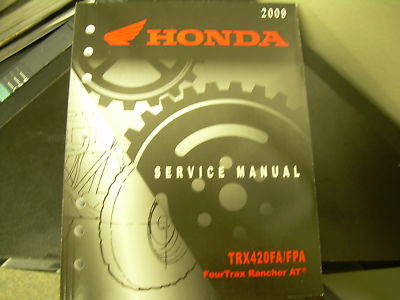 2009
HONDA
SERVICE MANUAL
TRX420FA/FPA
FourTrax Rancher AT®